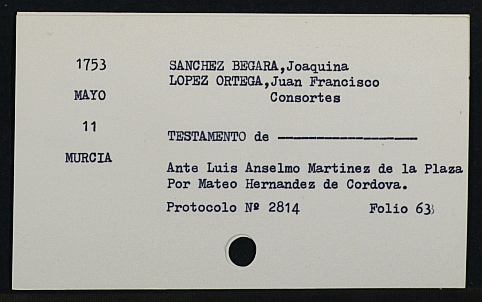 1753
MAYO
11
MURCIA
SANCHEZ BEGARA,Joaquina
LOPEZ ORTEGA,Juan Francisco
Consortes
TESTAMENTO de --------------------
Ante Luis Anselmo Martinez de la Plaza
Por Mateo Hernandez de Cordova.
Protocolo Nº 2814 Folio 63